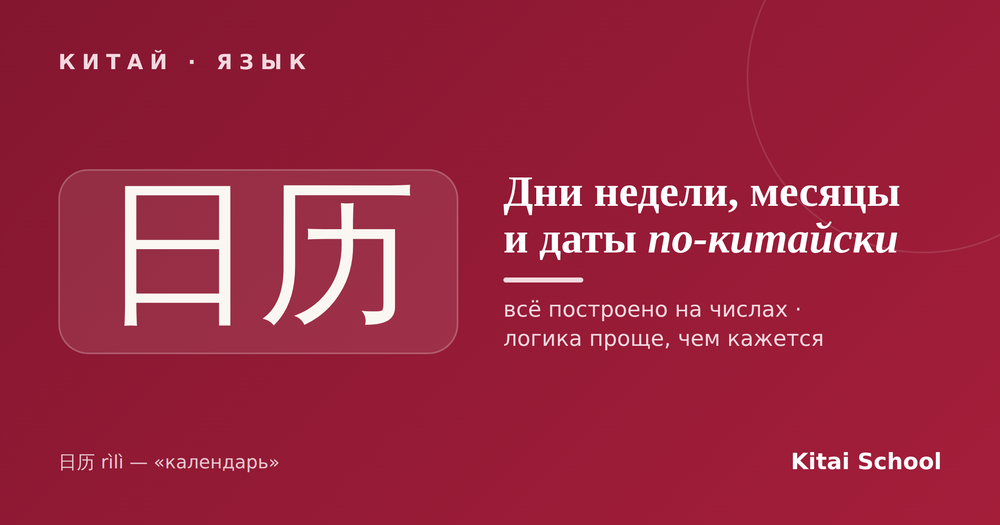 КИТАЙ · ЯЗЫК
日历
Дни недели, месяцы
и даты по-китайски
всё построено на числах ·
логика проще, чем кажется
日历 rìlì — «календарь»
Kitai School